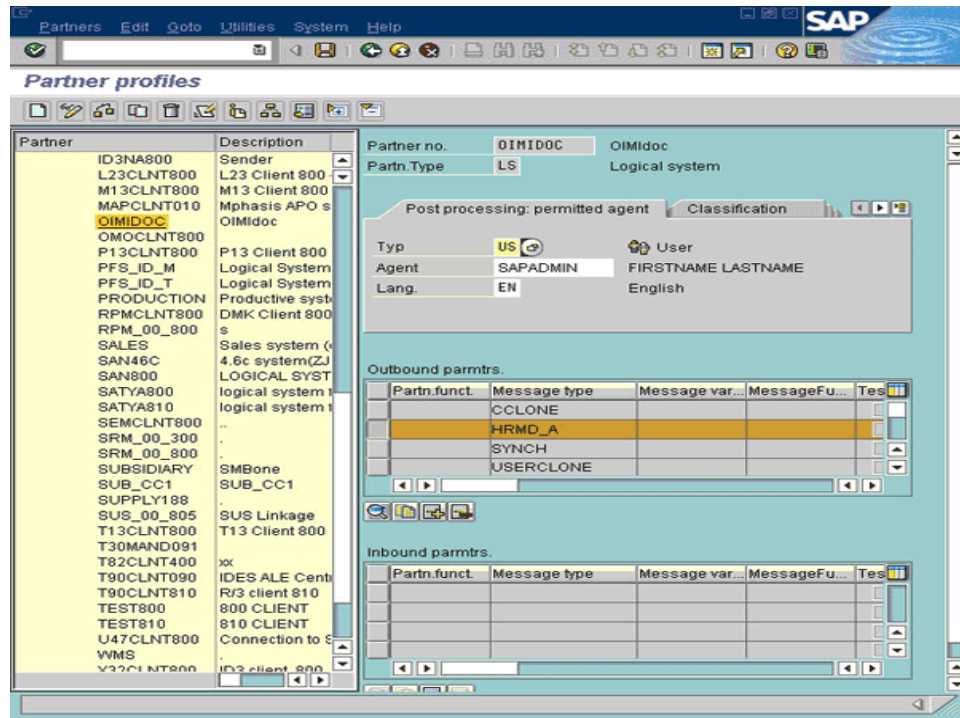 Partners Edit Goto Utilities System Help
SAP
Partner profiles
Partner Description
ID3NA800 Sender
L23CLNT800 L23 Client 800 -
M13CLNT800 M13 Client 800
MAPCLNT010 Mphasis APO s
OIMIDOC OIMIdoc
OMOCLNT800
P13CLNT800 P13 Client 800
PFS_ID_M Logical System
PFS_ID_T Logical System
PRODUCTION Productive syst
RPMCLNT800 DMK Client 800
RPM_00_800 s
SALES Sales system (
SAN46C 4.6c system(ZJ
SAN800 LOGICAL SYST
SATYA800 logical system t
SATYA810 logical system t
SEMCLNT800 ..
SRM_00_300 .
SRM_00_800 .
SUBSIDIARY SMBone
SUB_CC1 SUB_CC1
SUPPLY188 .
SUS_00_805 SUS Linkage
T13CLNT800 T13 Client 800
T30MAND091
T82CLNT400 xx
T90CLNT090 IDES ALE Cent
T90CLNT810 R/3 client 810
TEST800 800 CLIENT
TEST810 810 CLIENT
U47CLNT800 Connection to S
WMS .
ID3 client 800
Partner no. OIMIDOC OIMIdoc
Partn.Type LS Logical system
Post processing: permitted agent Classification
Typ US User
Agent SAPADMIN FIRSTNAME LASTNAME
Lang. EN English
Outbound parmtrs.
Partn.funct. Message type Message var... MessageFu... Tes
CCLONE
HRMD_A
SYNCH
USERCLONE
Inbound parmtrs.
Partn.funct. Message type Message var... MessageFu... Tes